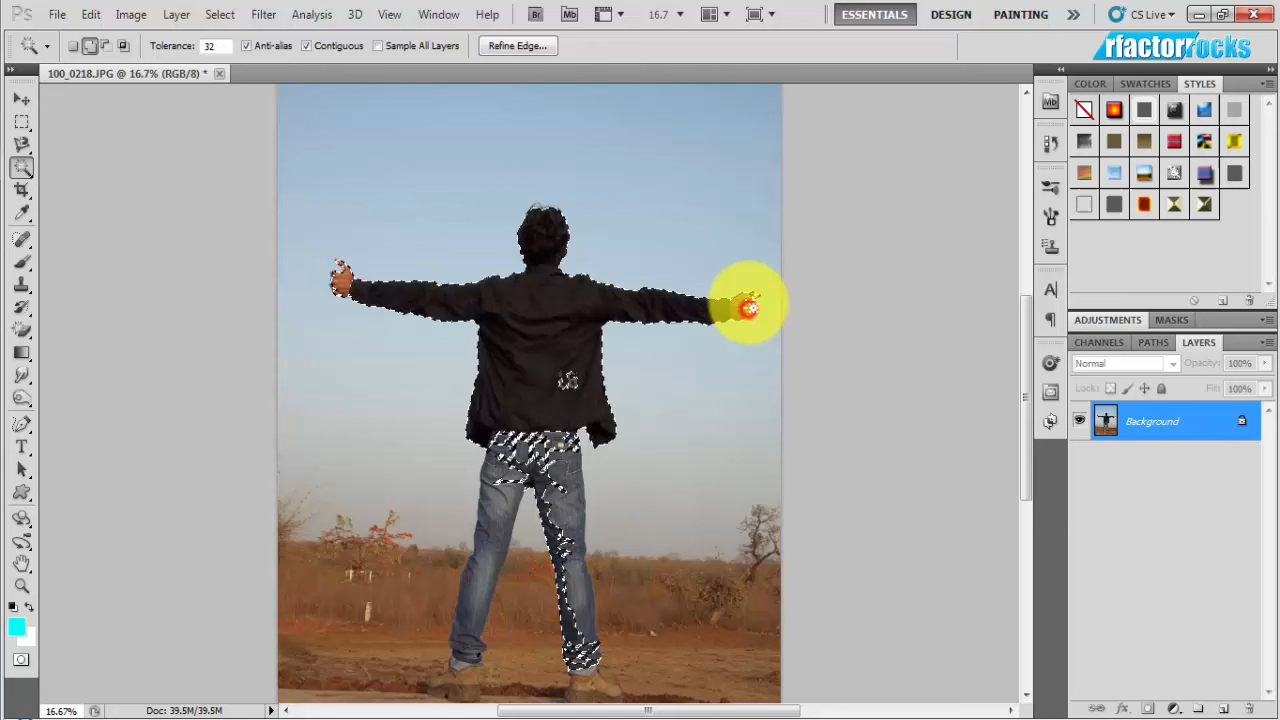 Ps File Edit Image Layer Select Filter Analysis 3D View Window Help Br Mb 16.7 ESSENTIALS DESIGN PAINTING CS Live
Tolerance: 32 Anti-alias Contiguous Sample All Layers Refine Edge...
rfactorrocks
100_0218.JPG @ 16.7% (RGB/8) *
COLOR SWATCHES STYLES
Mb
A
ADJUSTMENTS MASKS
CHANNELS PATHS LAYERS
Normal Opacity: 100%
Lock: Fill: 100%
Background
T
16.67% Doc: 39.5M/39.5M